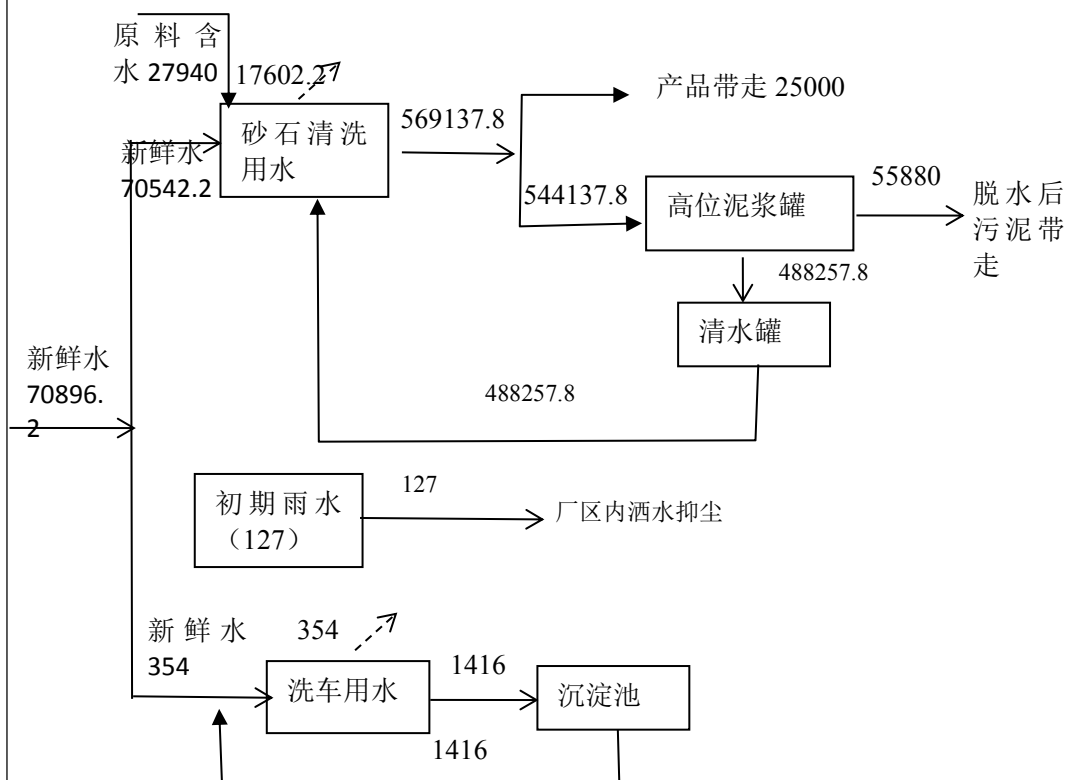 原料含
水 27940
17602.2
产品带走 25000
砂石清洗
用水
569137.8
新鲜水
70542.2
544137.8
高位泥浆罐
55880
脱水后
污泥带
走
488257.8
清水罐
新鲜水
70896.
2
488257.8
初期雨水
（127）
127
厂区内洒水抑尘
新鲜水
354
354
洗车用水
1416
沉淀池
1416